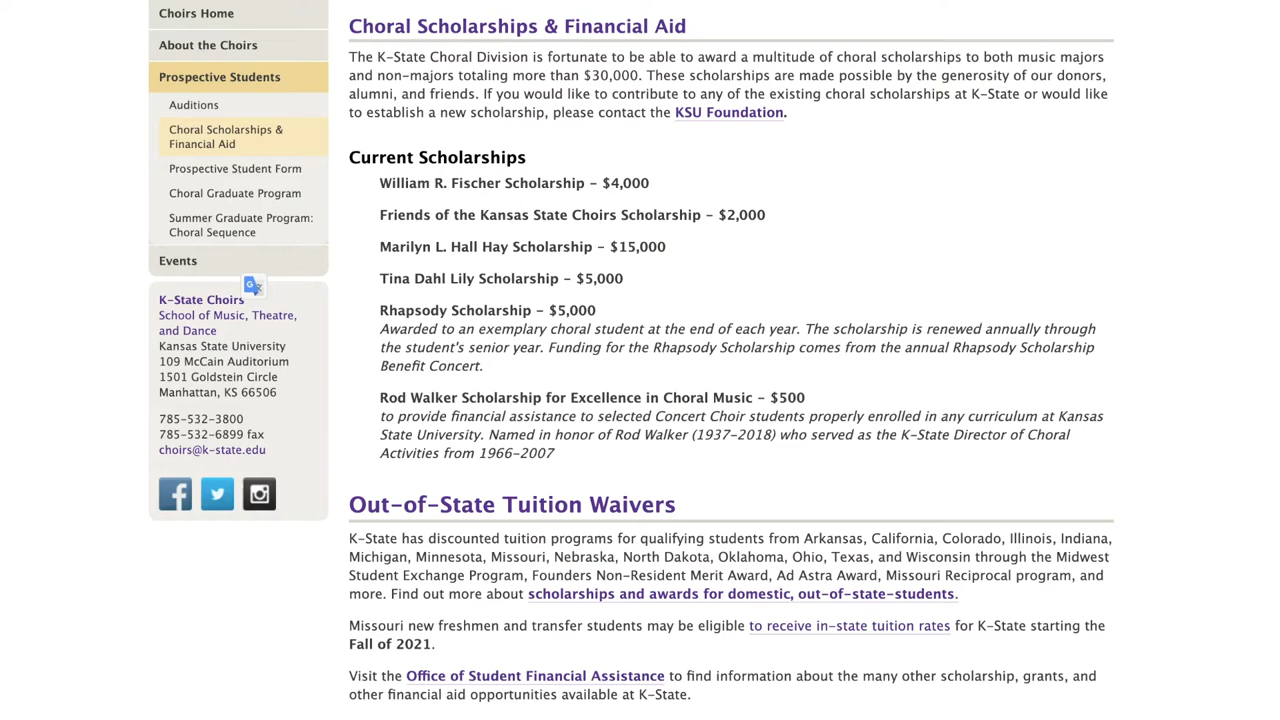 Choirs Home
About the Choirs
Prospective Students
Auditions
Choral Scholarships &
Financial Aid
Prospective Student Form
Choral Graduate Program
Summer Graduate Program:
Choral Sequence
Events
K-State Choirs
School of Music, Theatre,
and Dance
Kansas State University
109 McCain Auditorium
1501 Goldstein Circle
Manhattan, KS 66506
785-532-3800
785-532-6899 fax
choirs@k-state.edu
Choral Scholarships & Financial Aid
The K-State Choral Division is fortunate to be able to award a multitude of choral scholarships to both music majors
and non-majors totaling more than $30,000. These scholarships are made possible by the generosity of our donors,
alumni, and friends. If you would like to contribute to any of the existing choral scholarships at K-State or would like
to establish a new scholarship, please contact the KSU Foundation.
Current Scholarships
William R. Fischer Scholarship - $4,000
Friends of the Kansas State Choirs Scholarship - $2,000
Marilyn L. Hall Hay Scholarship - $15,000
Tina Dahl Lily Scholarship - $5,000
Rhapsody Scholarship - $5,000
Awarded to an exemplary choral student at the end of each year. The scholarship is renewed annually through
the student's senior year. Funding for the Rhapsody Scholarship comes from the annual Rhapsody Scholarship
Benefit Concert.
Rod Walker Scholarship for Excellence in Choral Music - $500
to provide financial assistance to selected Concert Choir students properly enrolled in any curriculum at Kansas
State University. Named in honor of Rod Walker (1937-2018) who served as the K-State Director of Choral
Activities from 1966-2007
Out-of-State Tuition Waivers
K-State has discounted tuition programs for qualifying students from Arkansas, California, Colorado, Illinois, Indiana,
Michigan, Minnesota, Missouri, Nebraska, North Dakota, Oklahoma, Ohio, Texas, and Wisconsin through the Midwest
Student Exchange Program, Founders Non-Resident Merit Award, Ad Astra Award, Missouri Reciprocal program, and
more. Find out more about scholarships and awards for domestic, out-of-state-students.
Missouri new freshmen and transfer students may be eligible to receive in-state tuition rates for K-State starting the
Fall of 2021.
Visit the Office of Student Financial Assistance to find information about the many other scholarship, grants, and
other financial aid opportunities available at K-State.